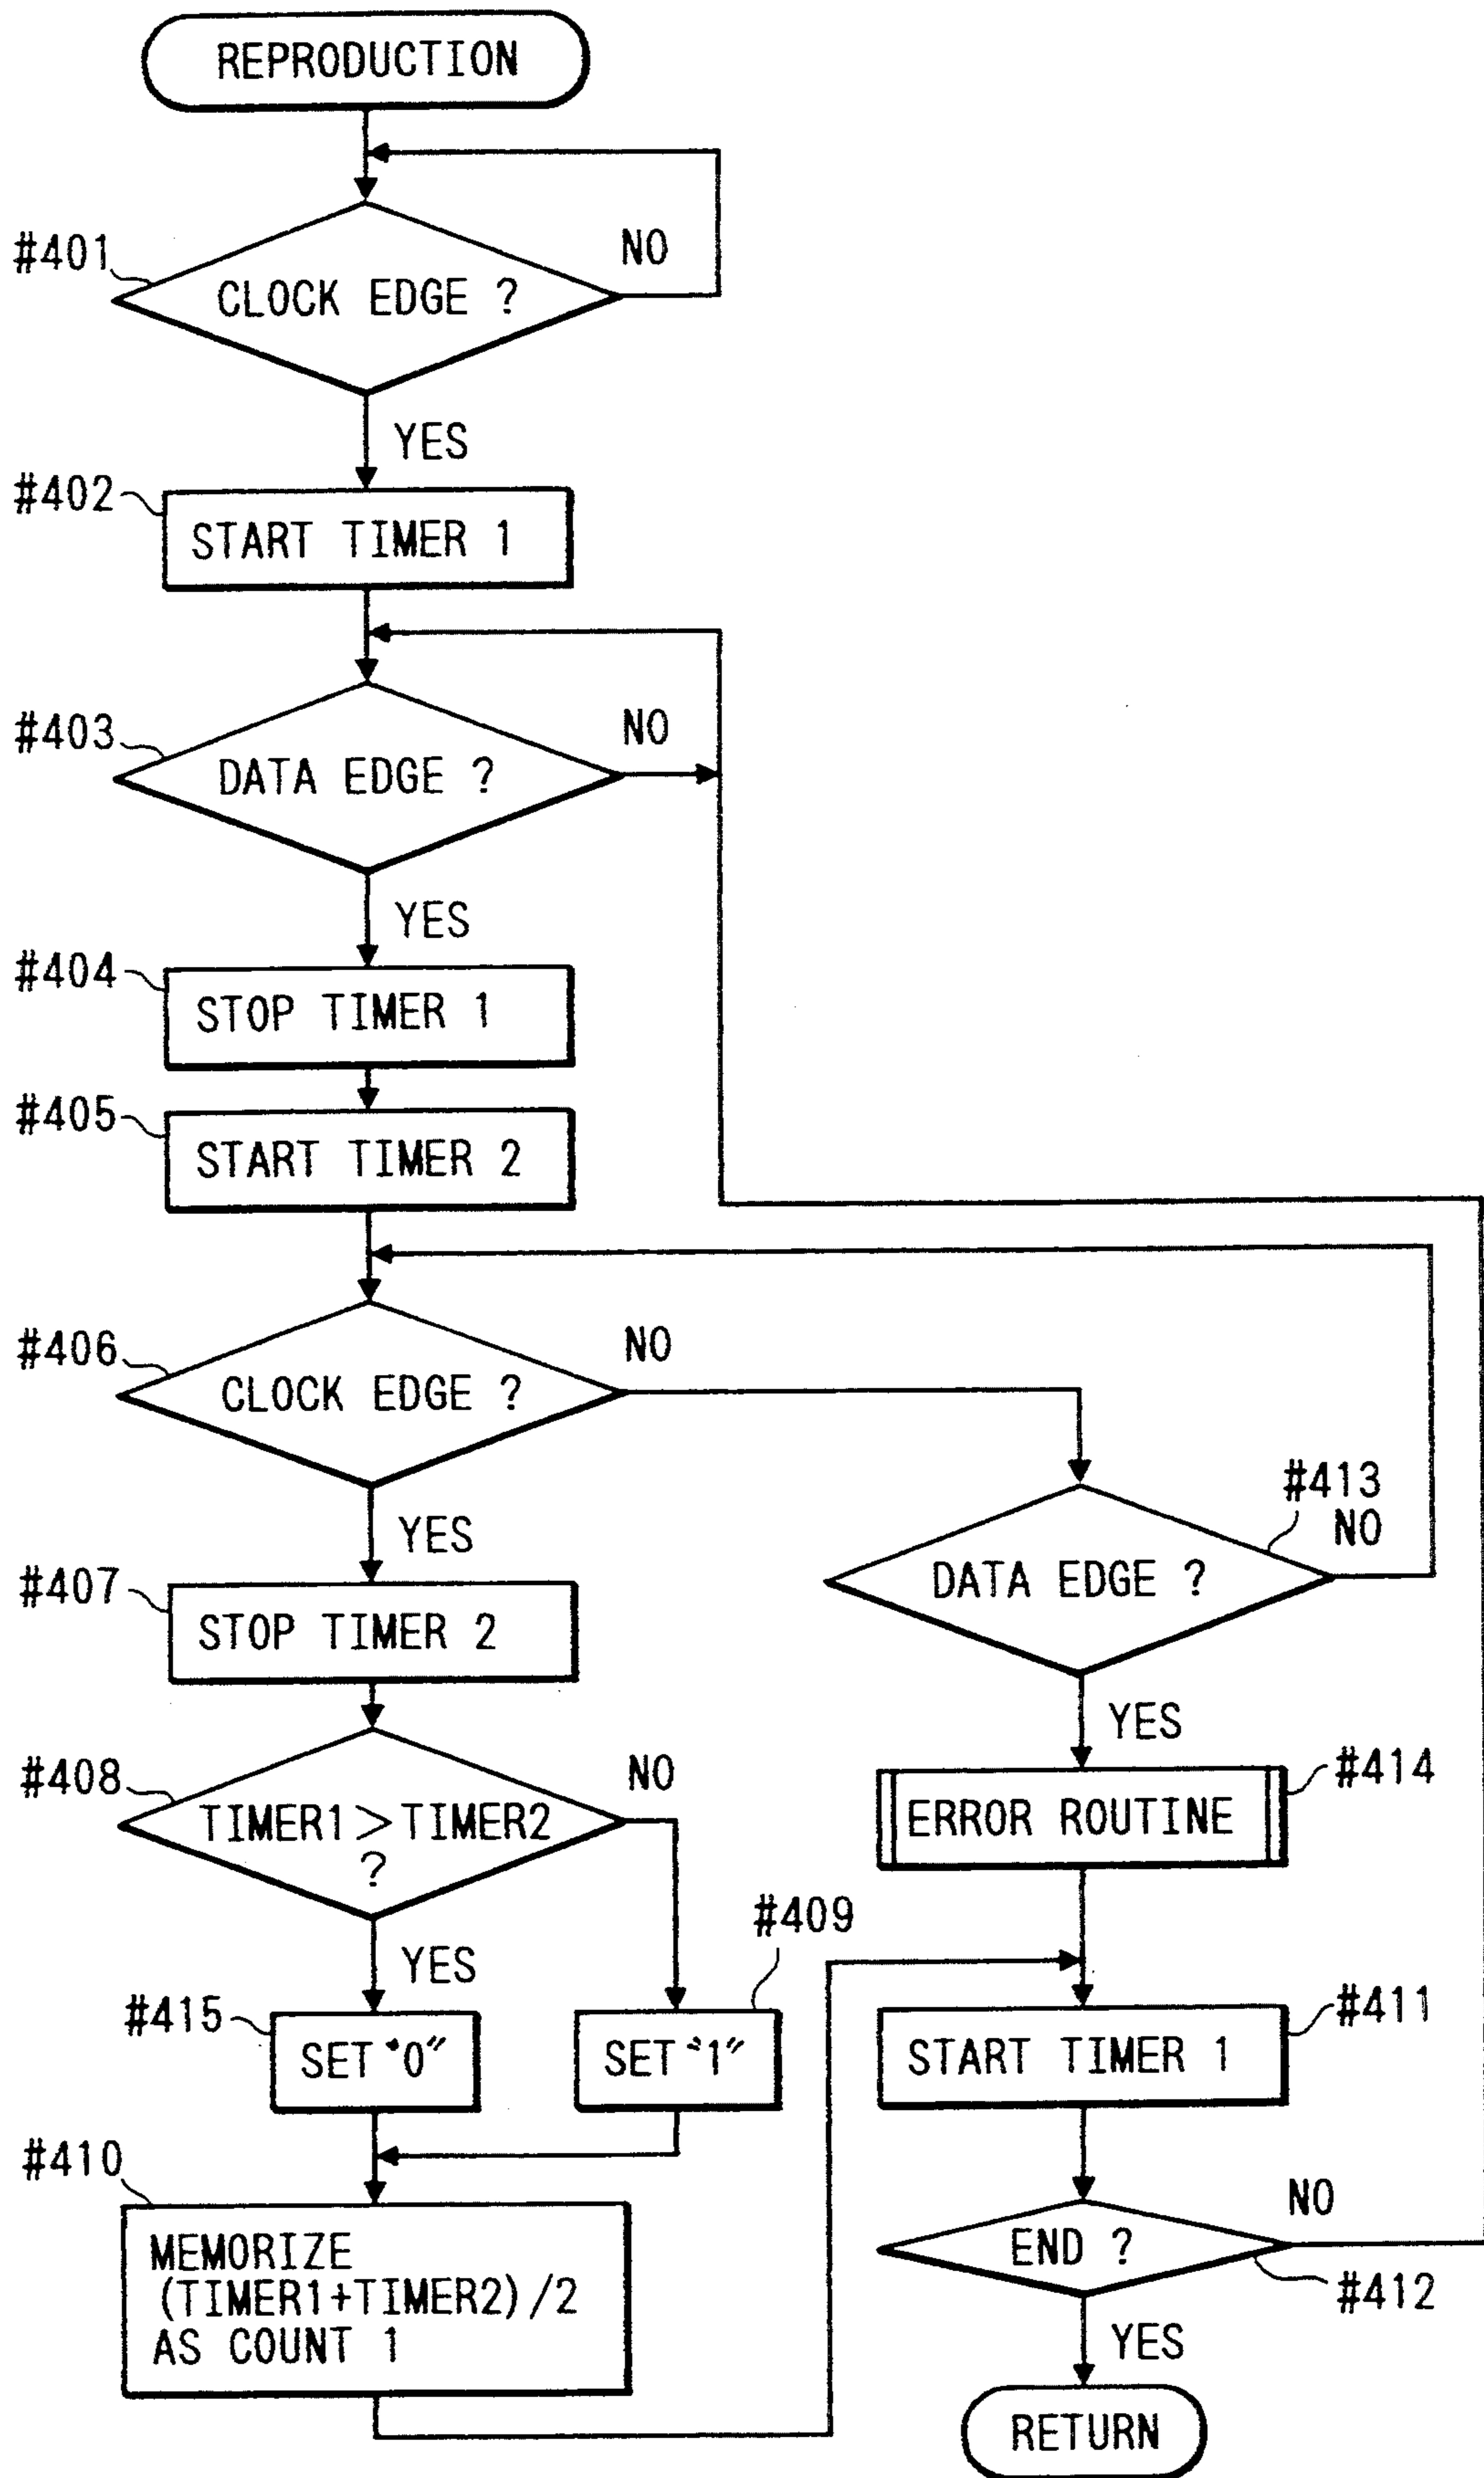 REPRODUCTION
#401
CLOCK EDGE ?
NO
YES
#402
START TIMER 1
#403
DATA EDGE ?
NO
YES
#404
STOP TIMER 1
#405
START TIMER 2
#406
CLOCK EDGE ?
NO
YES
#407
STOP TIMER 2
#408
TIMER1>TIMER2
?
NO
YES
#415
SET "0"
#409
SET "1"
#410
MEMORIZE
(TIMER1+TIMER2)/2
AS COUNT 1
#413
NO
DATA EDGE ?
YES
#414
ERROR ROUTINE
#411
START TIMER 1
END ?
NO
#412
YES
RETURN